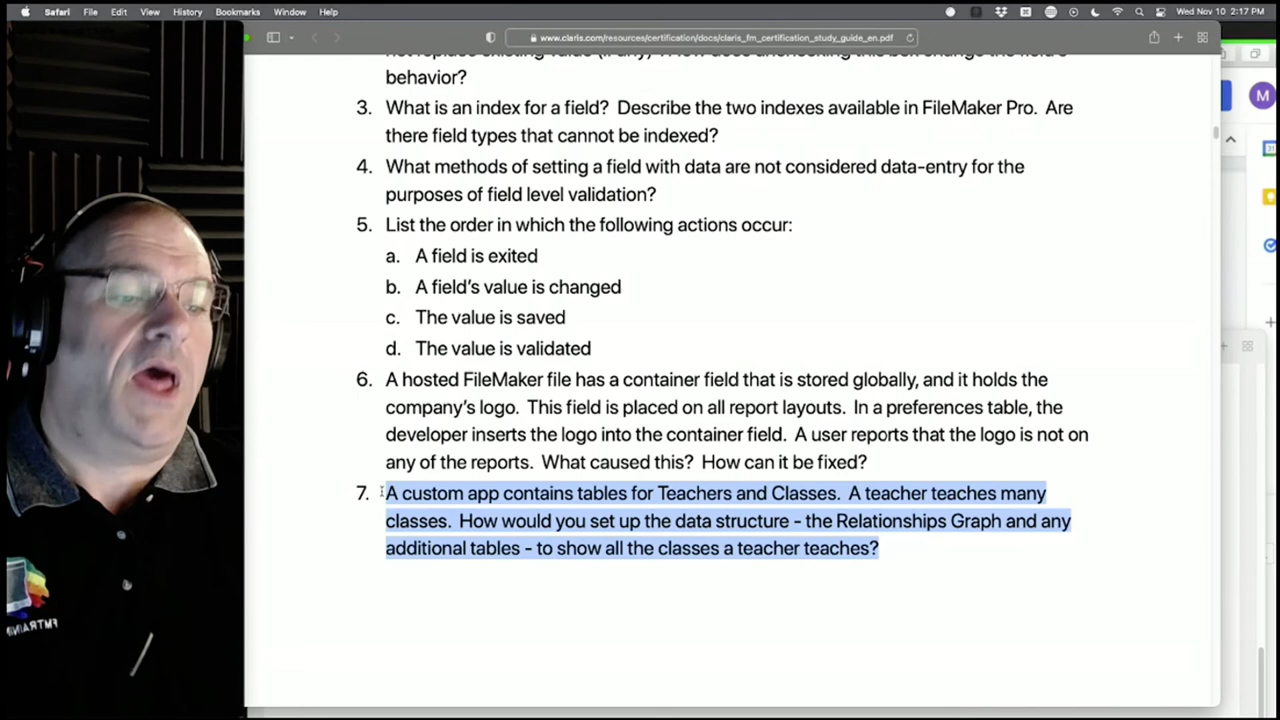 Safari File Edit View History Bookmarks Window Help
Wed Nov 10 2:17 PM
www.claris.com/resources/certification/docs/claris_fm_certification_study_guide_en.pdf
not replace existing value (if any)
behavior?
3. What is an index for a field? Describe the two indexes available in FileMaker Pro. Are
there field types that cannot be indexed?
4. What methods of setting a field with data are not considered data-entry for the
purposes of field level validation?
5. List the order in which the following actions occur:
a. A field is exited
b. A field's value is changed
c. The value is saved
d. The value is validated
6. A hosted FileMaker file has a container field that is stored globally, and it holds the
company's logo. This field is placed on all report layouts. In a preferences table, the
developer inserts the logo into the container field. A user reports that the logo is not on
any of the reports. What caused this? How can it be fixed?
7. A custom app contains tables for Teachers and Classes. A teacher teaches many
classes. How would you set up the data structure - the Relationships Graph and any
additional tables - to show all the classes a teacher teaches?
M